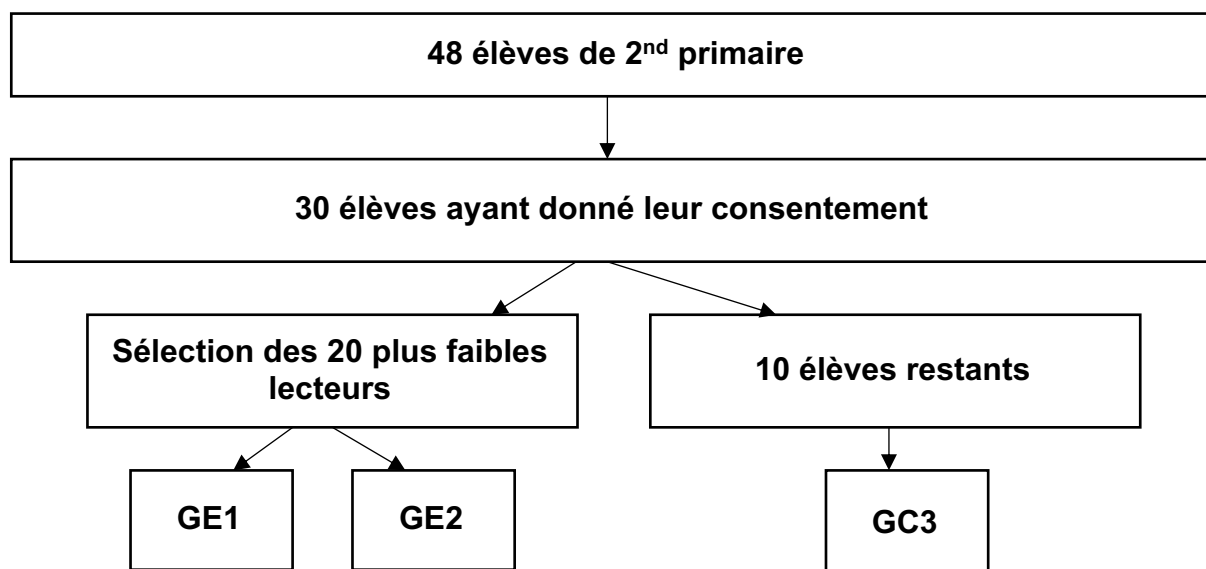 48 élèves de 2nd primaire
30 élèves ayant donné leur consentement
Sélection des 20 plus faibles
lecteurs
10 élèves restants
GE1
GE2
GC3